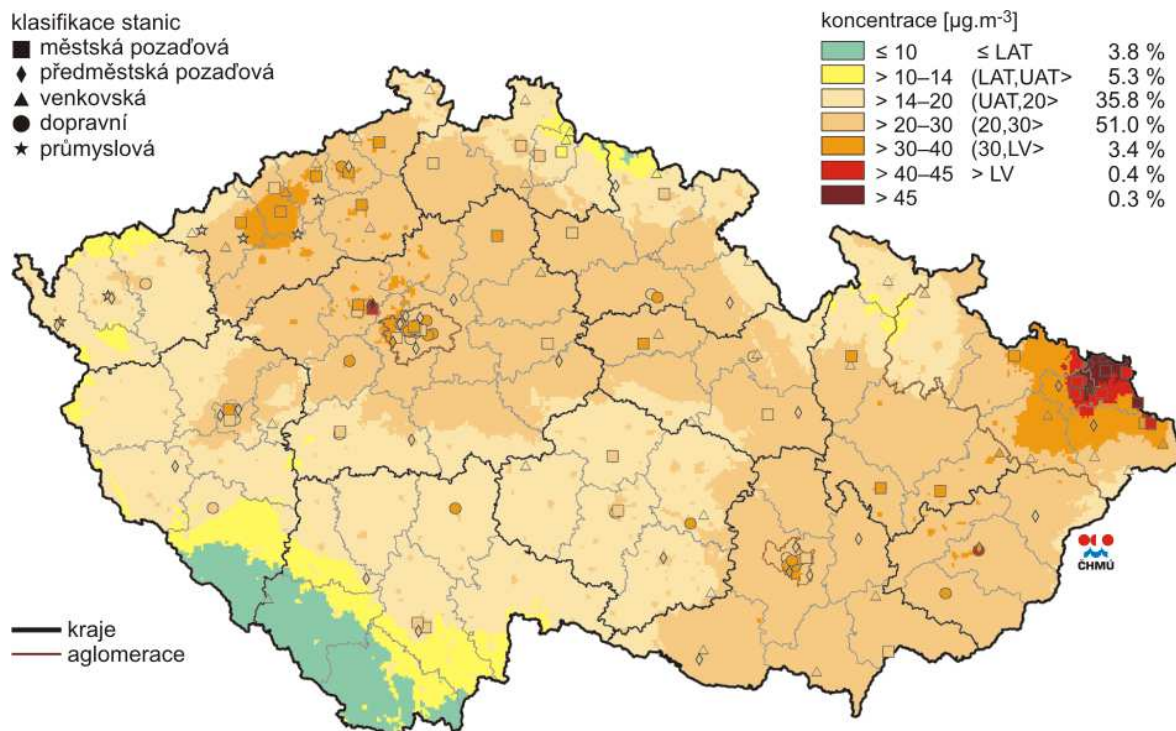 klasifikace stanic
městská pozaďová
předměstská pozaďová
venkovská
dopravní
průmyslová
koncentrace [µg.m-3]
≤ 10 ≤ LAT 3.8 %
> 10–14 (LAT,UAT> 5.3 %
> 14–20 (UAT,20> 35.8 %
> 20–30 (20,30> 51.0 %
> 30–40 (30,LV> 3.4 %
> 40–45 > LV 0.4 %
> 45 0.3 %
ČHMÚ
kraje
aglomerace